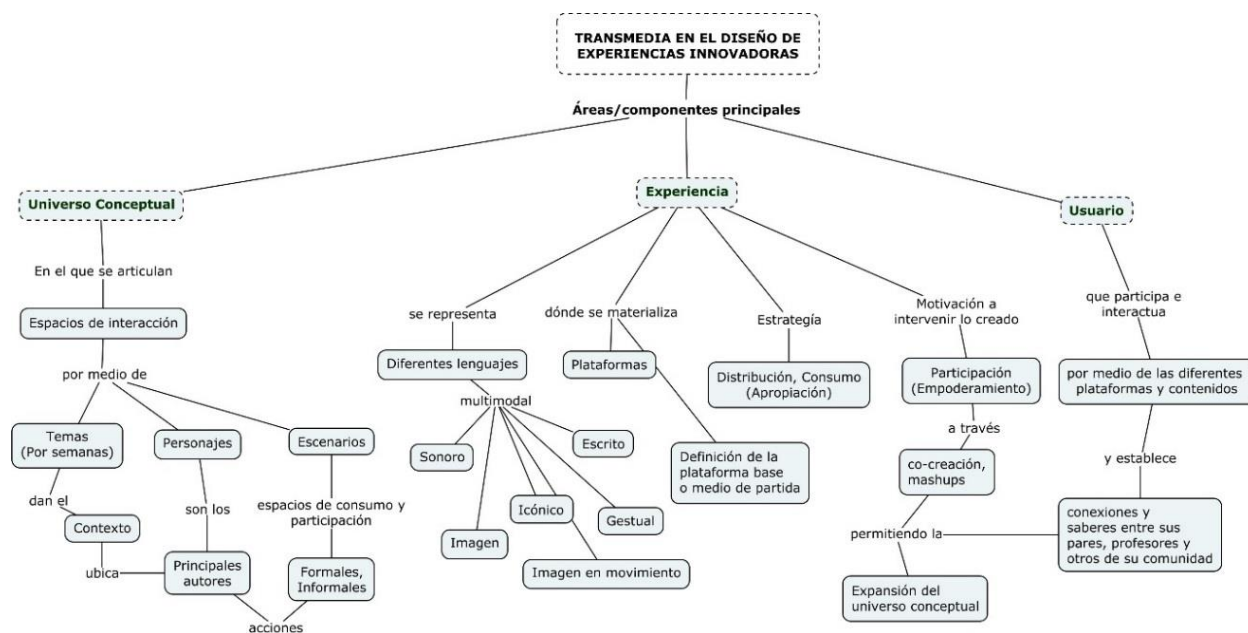 TRANSMEDIA EN EL DISEÑO DE
EXPERIENCIAS INNOVADORAS
Áreas/componentes principales
Universo Conceptual
En el que se articulan
Espacios de interacción
por medio de
Temas
(Por semanas)
Personajes
Escenarios
dan el
Contexto
ubica
son los
Principales
autores
espacios de consumo y
participación
Formales,
Informales
acciones
Experiencia
se representa
Diferentes lenguajes
multimodal
Sonoro
Imagen
Icónico
Imagen en movimiento
Gestual
Escrito
dónde se materializa
Plataformas
Definición de la
plataforma base
o medio de partida
Estrategía
Distribución, Consumo
(Apropiación)
Motivación a
intervenir lo creado
Participación
(Empoderamiento)
a través
co-creación,
mashups
permitiendo la
Expansión del
universo conceptual
Usuario
que participa e
interactua
por medio de las diferentes
plataformas y contenidos
y establece
conexiones y
saberes entre sus
pares, profesores y
otros de su comunidad